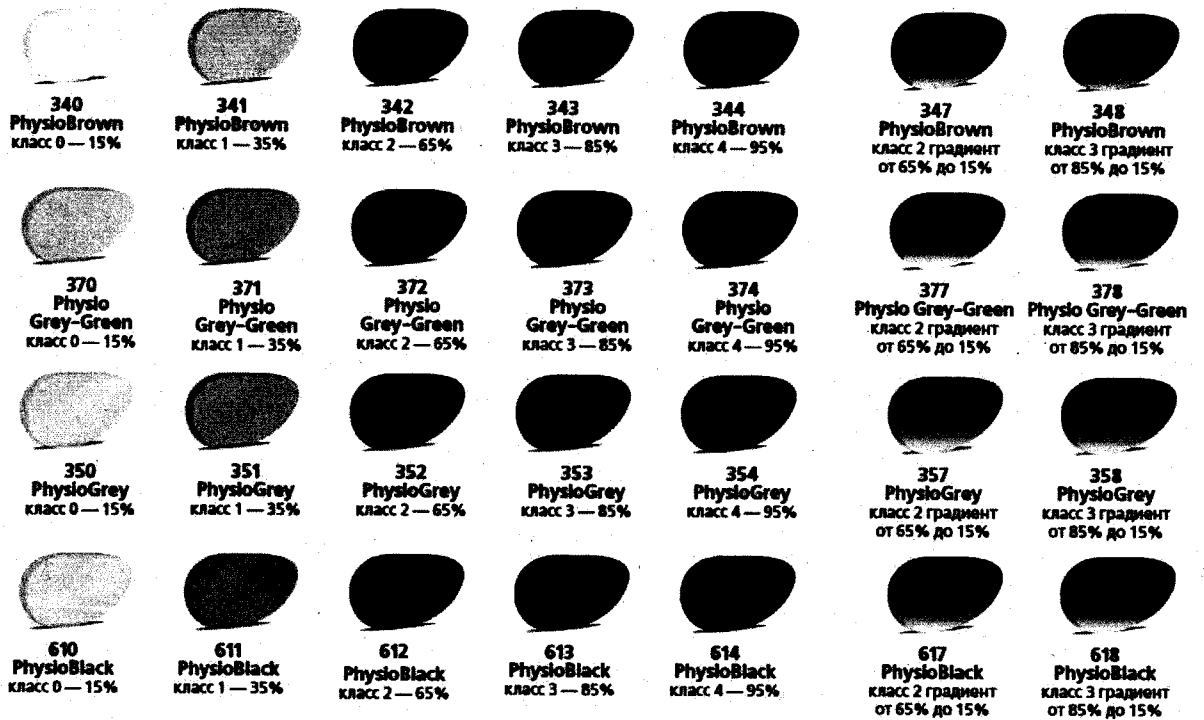 340
PhysioBrown
класс 0 — 15%
341
PhysioBrown
класс 1 — 35%
342
PhysioBrown
класс 2 — 65%
343
PhysioBrown
класс 3 — 85%
344
PhysioBrown
класс 4 — 95%
347
PhysioBrown
класс 2 градиент
от 65% до 15%
348
PhysioBrown
класс 3 градиент
от 85% до 15%
370
Physio
Grey-Green
класс 0 — 15%
371
Physio
Grey-Green
класс 1 — 35%
372
Physio
Grey-Green
класс 2 — 65%
373
Physio
Grey-Green
класс 3 — 85%
374
Physio
Grey-Green
класс 4 — 95%
377
Physio Grey-Green
класс 2 градиент
от 65% до 15%
378
Physio Grey-Green
класс 3 градиент
от 85% до 15%
350
PhysioGrey
класс 0 — 15%
351
PhysioGrey
класс 1 — 35%
352
PhysioGrey
класс 2 — 65%
353
PhysioGrey
класс 3 — 85%
354
PhysioGrey
класс 4 — 95%
357
PhysioGrey
класс 2 градиент
от 65% до 15%
358
PhysioGrey
класс 3 градиент
от 85% до 15%
610
PhysioBlack
класс 0 — 15%
611
PhysioBlack
класс 1 — 35%
612
PhysioBlack
класс 2 — 65%
613
PhysioBlack
класс 3 — 85%
614
PhysioBlack
класс 4 — 95%
617
PhysioBlack
класс 2 градиент
от 65% до 15%
618
PhysioBlack
класс 3 градиент
от 85% до 15%